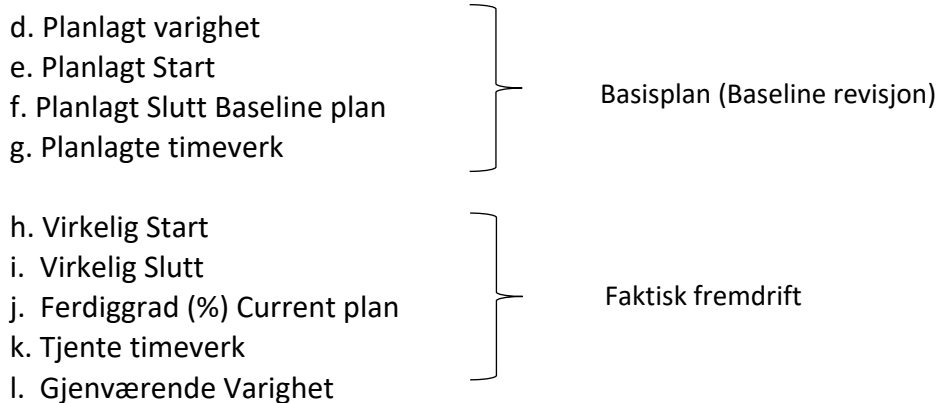 d. Planlagt varighet
e. Planlagt Start
f. Planlagt Slutt Baseline plan
g. Planlagte timeverk
Basisplan (Baseline revisjon)
h. Virkelig Start
i. Virkelig Slutt
j. Ferdiggrad (%) Current plan
k. Tjente timeverk
l. Gjenværende Varighet
Faktisk fremdrift